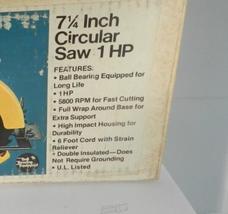 7¼ Inch
Circular
Saw 1 HP
FEATURES:
• Ball Bearing Equipped for
Long Life
• 1 HP
• 5800 RPM for Fast Cutting
• Full Wrap Around Base for
Extra Support
• High Impact Housing for
Durability
• 6 Foot Cord with Strain
Reliever
• Double Insulated—Does
Not Require Grounding
• U.L. Listed